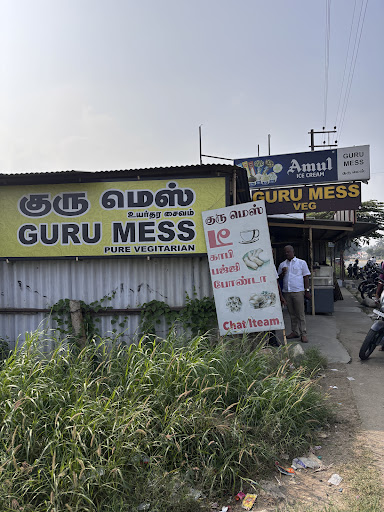 குரு மெஸ்
உயர்தர சைவம்
GURU MESS
PURE VEGITARIAN
Amul
ICE CREAM
GURU
MESS
GURU MESS
VEG
குரு மெஸ்
டீ
காபி
பஜ்ஜி
போண்டா
Chat Iteam